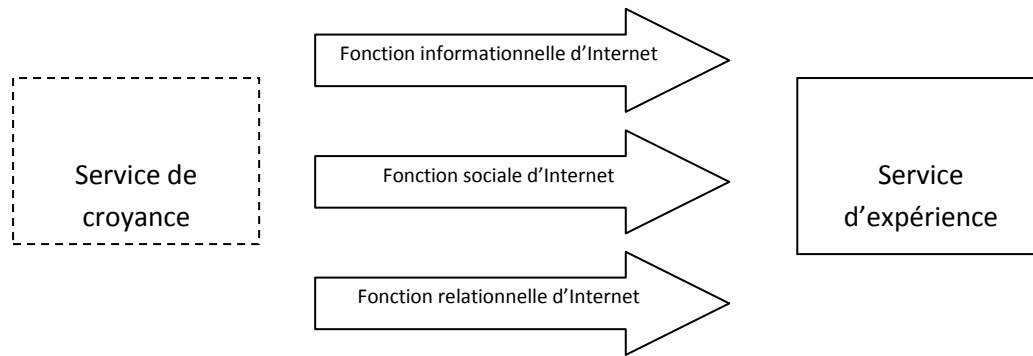 Fonction informationnelle d’Internet
Service de
croyance
Fonction sociale d’Internet
Service
d’expérience
Fonction relationnelle d’Internet